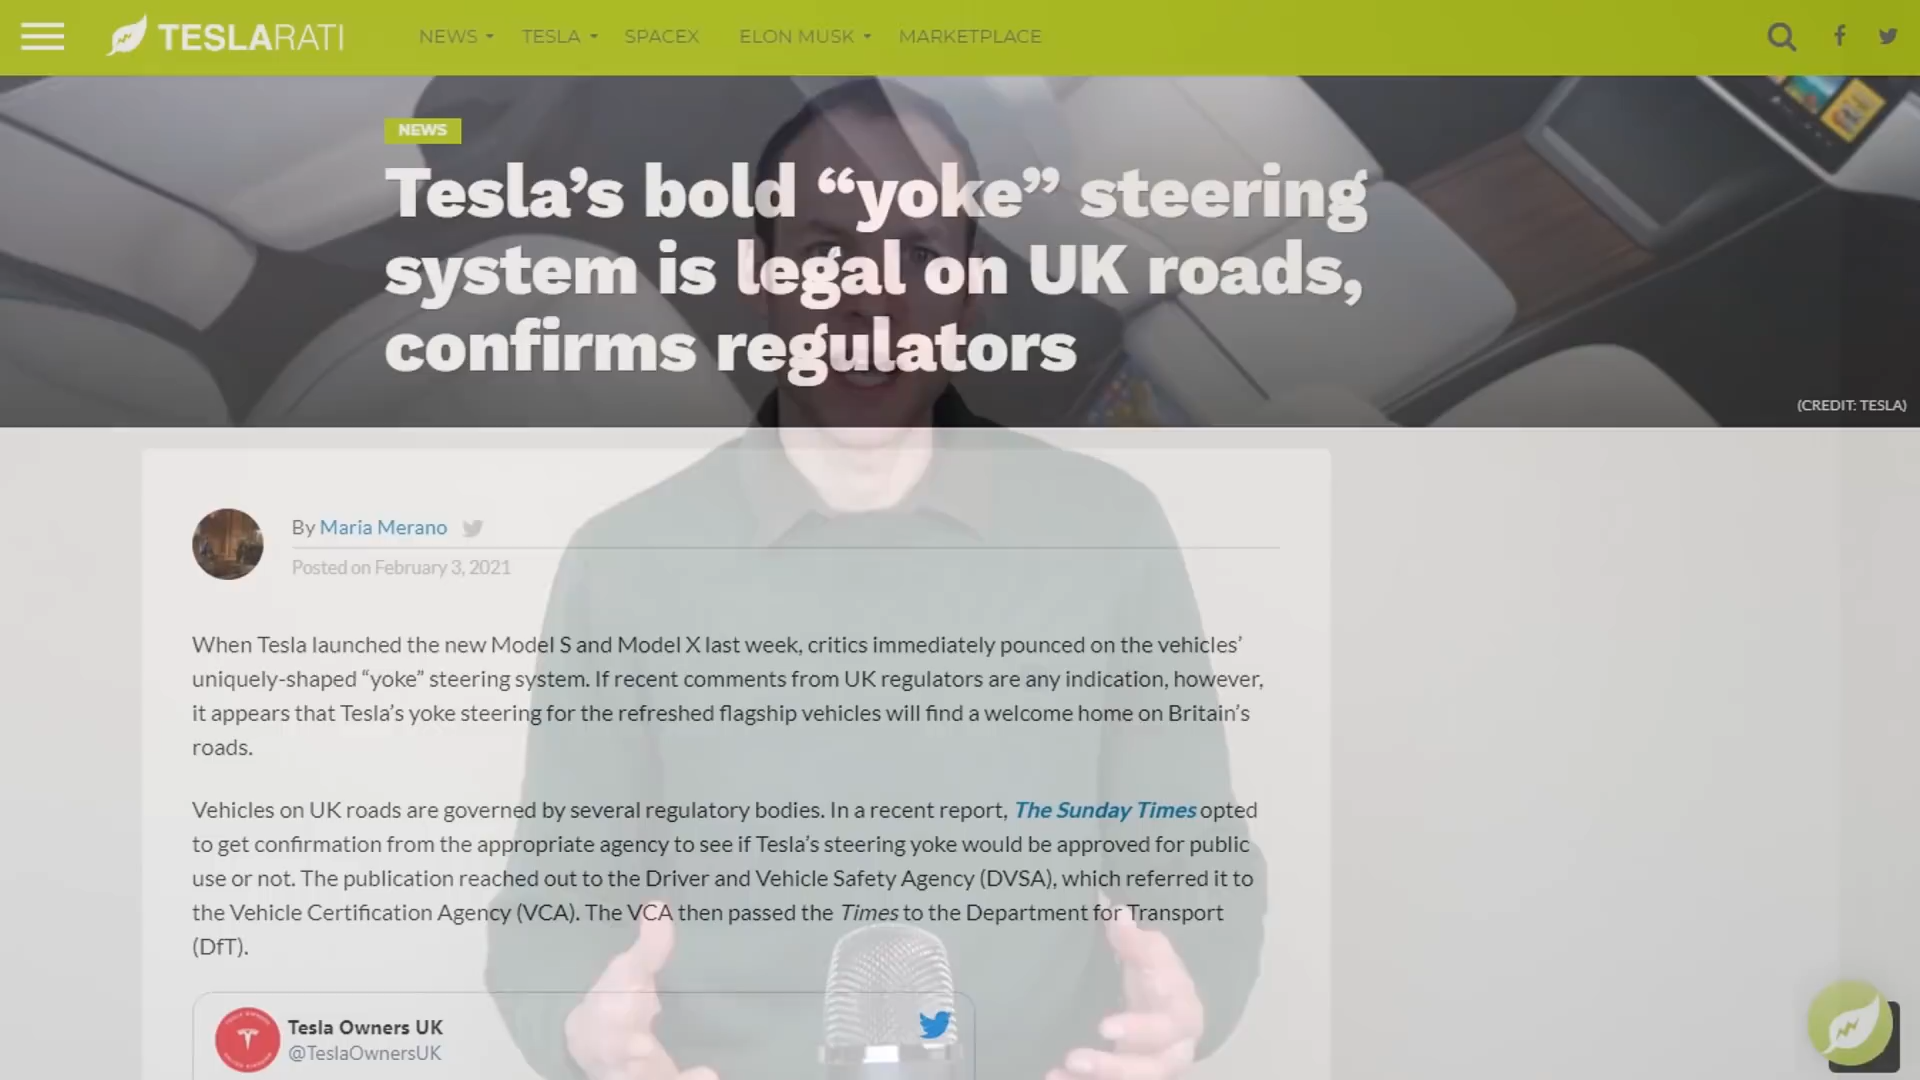 TESLARATI
NEWS TESLA SPACEX ELON MUSK MARKETPLACE
NEWS
Tesla’s bold “yoke” steering
system is legal on UK roads,
confirms regulators
(CREDIT: TESLA)
By Maria Merano
Posted on February 3, 2021
When Tesla launched the new Model S and Model X last week, critics immediately pounced on the vehicles’
uniquely-shaped “yoke” steering system. If recent comments from UK regulators are any indication, however,
it appears that Tesla’s yoke steering for the refreshed flagship vehicles will find a welcome home on Britain’s
roads.
Vehicles on UK roads are governed by several regulatory bodies. In a recent report, The Sunday Times opted
to get confirmation from the appropriate agency to see if Tesla’s steering yoke would be approved for public
use or not. The publication reached out to the Driver and Vehicle Safety Agency (DVSA), which referred it to
the Vehicle Certification Agency (VCA). The VCA then passed the Times to the Department for Transport
(DfT).
Tesla Owners UK
@TeslaOwnersUK